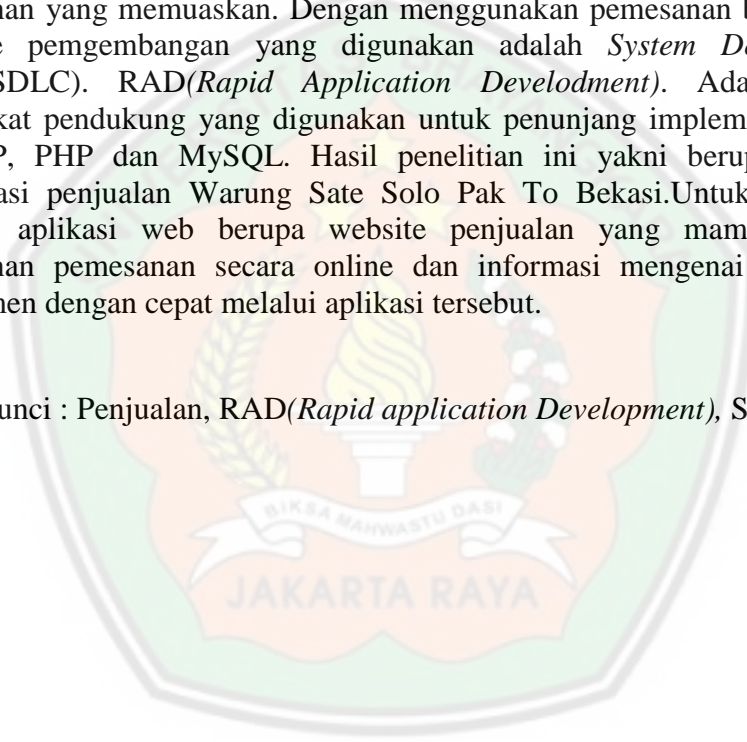 nan yang memuaskan. Dengan menggunakan pemesanan b
e pemgembangan yang digunakan adalah System D
SDLC). RAD(Rapid Application Develodment). Ada
kat pendukung yang digunakan untuk penunjang implem
P, PHP dan MySQL. Hasil penelitian ini yakni beru
asi penjualan Warung Sate Solo Pak To Bekasi.Untuk
aplikasi web berupa website penjualan yang mam
nan pemesanan secara online dan informasi mengenai
nen dengan cepat melalui aplikasi tersebut.
unci : Penjualan, RAD(Rapid application Development), S
BIKSA MAHWASTU DASI
JAKARTA RAYA